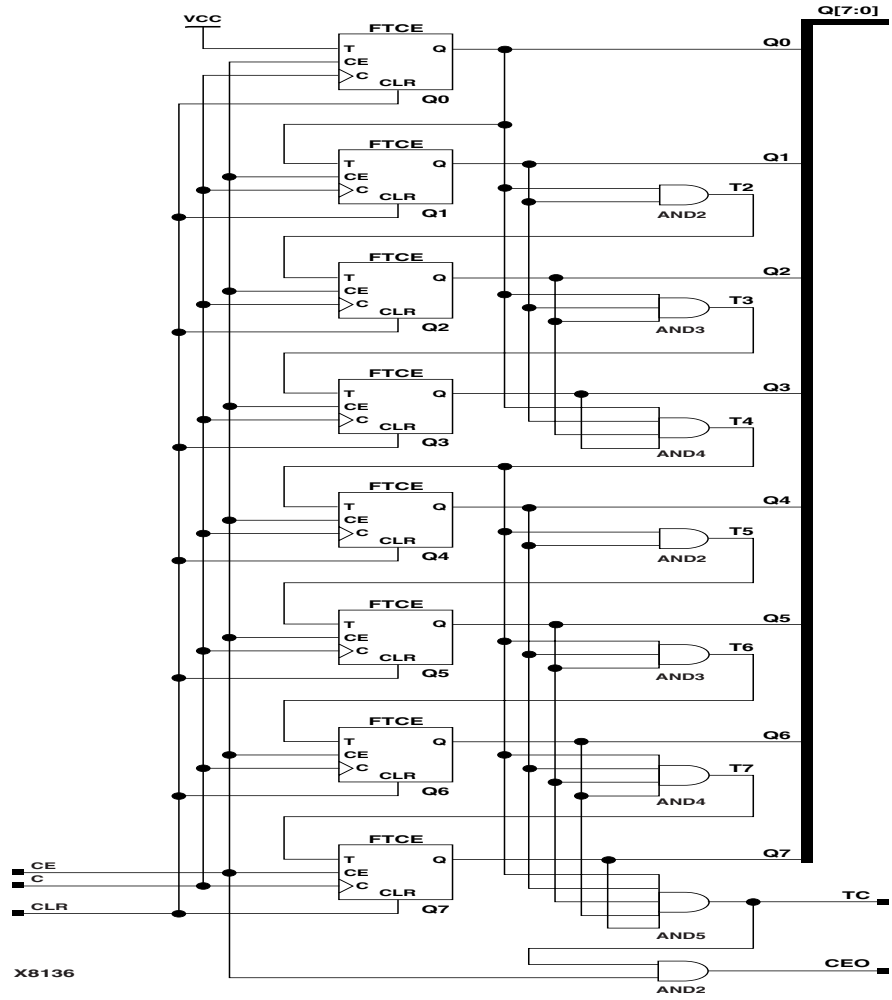 Q[7:0]
VCC
FTCE
T Q Q0
CE
C
CLR
Q0
FTCE
T Q Q1
CE
C
CLR
Q1
T2
AND2
FTCE
T Q Q2
CE
C
CLR
Q2
T3
AND3
FTCE
T Q Q3
CE
C
CLR
Q3
T4
AND4
FTCE
T Q Q4
CE
C
CLR
Q4
T5
AND2
FTCE
T Q Q5
CE
C
CLR
Q5
T6
AND3
FTCE
T Q Q6
CE
C
CLR
Q6
T7
AND4
FTCE
T Q Q7
CE
C
CLR
Q7
CE
C
CLR
TC
AND5
CEO
AND2
X8136